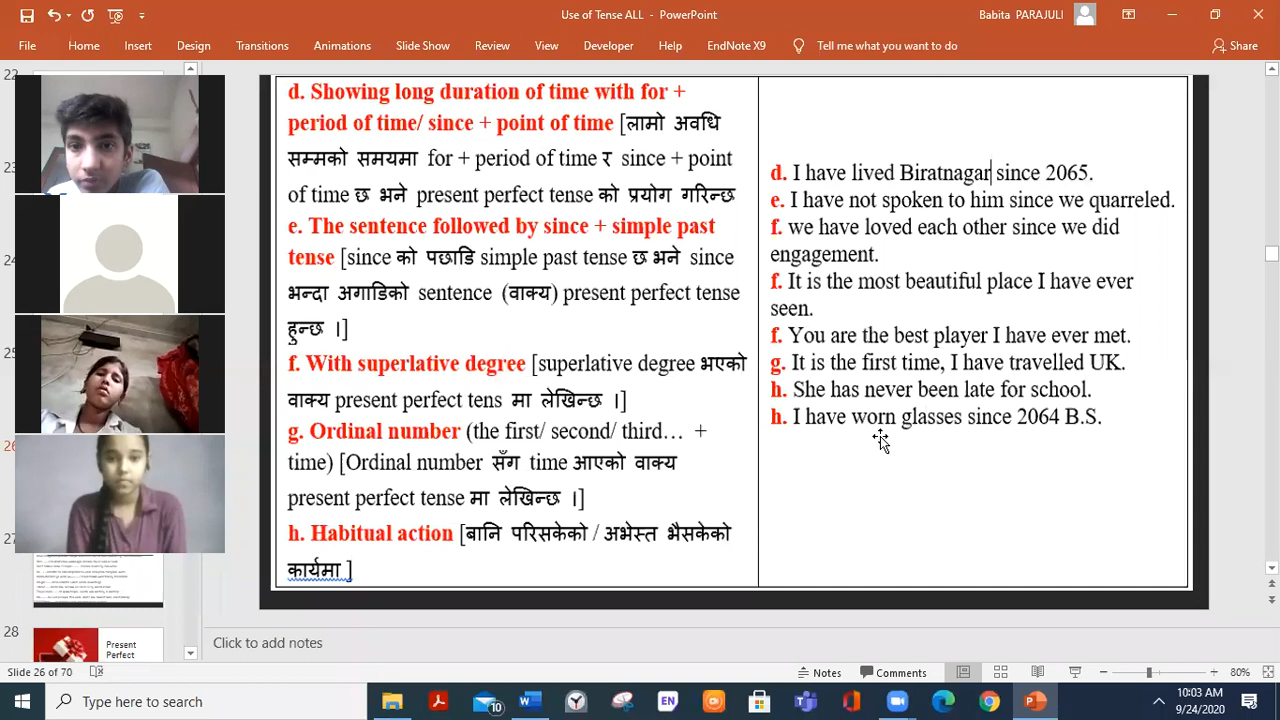 Use of Tense ALL - PowerPoint
Babita PARAJULI
File Home Insert Design Transitions Animations Slide Show Review View Developer Help EndNote X9 Tell me what you want to do Share
22
23
24
25
26
27
28
d. Showing long duration of time with for +
period of time/ since + point of time [लामो अवधि
सम्मको समयमा for + period of time र since + point
of time छ भने present perfect tense को प्रयोग गरिन्छ
e. The sentence followed by since + simple past
tense [since को पछाडि simple past tense छ भने since
भन्दा अगाडिको sentence (वाक्य) present perfect tense
हुन्छ ।]
f. With superlative degree [superlative degree भएको
वाक्य present perfect tens मा लेखिन्छ ।]
g. Ordinal number (the first/ second/ third… +
time) [Ordinal number सँग time आएको वाक्य
present perfect tense मा लेखिन्छ ।]
h. Habitual action [बानि परिसकेको / अभेस्त भैसकेको
कार्यमा ]
d. I have lived Biratnagar since 2065.
e. I have not spoken to him since we quarreled.
f. we have loved each other since we did
engagement.
f. It is the most beautiful place I have ever
seen.
f. You are the best player I have ever met.
g. It is the first time, I have travelled UK.
h. She has never been late for school.
h. I have worn glasses since 2064 B.S.
Present
Perfect
Click to add notes
Slide 26 of 70
Notes Comments 80%
Type here to search
10
EN
10:03 AM
9/24/2020